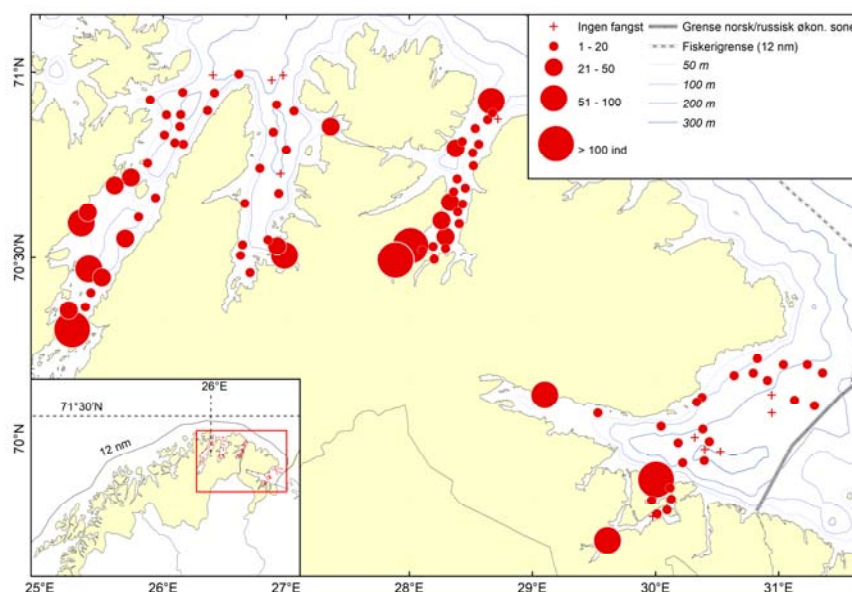 Ingen fangst
1 - 20
21 - 50
51 - 100
> 100 ind
Grense norsk/russisk økon. sone
Fiskerigrense (12 nm)
50 m
100 m
200 m
300 m
71°N
70°30'N
70°N
26°E
71°30'N
12 nm
25°E
26°E
27°E
28°E
29°E
30°E
31°E